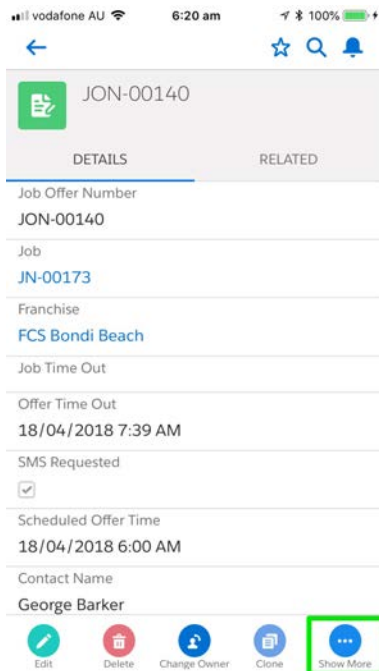 vodafone AU 6:20 am 100%
JON-00140
DETAILS RELATED
Job Offer Number
JON-00140
Job
JN-00173
Franchise
FCS Bondi Beach
Job Time Out
Offer Time Out
18/04/2018 7:39 AM
SMS Requested
Scheduled Offer Time
18/04/2018 6:00 AM
Contact Name
George Barker
Edit Delete Change Owner Clone Show More